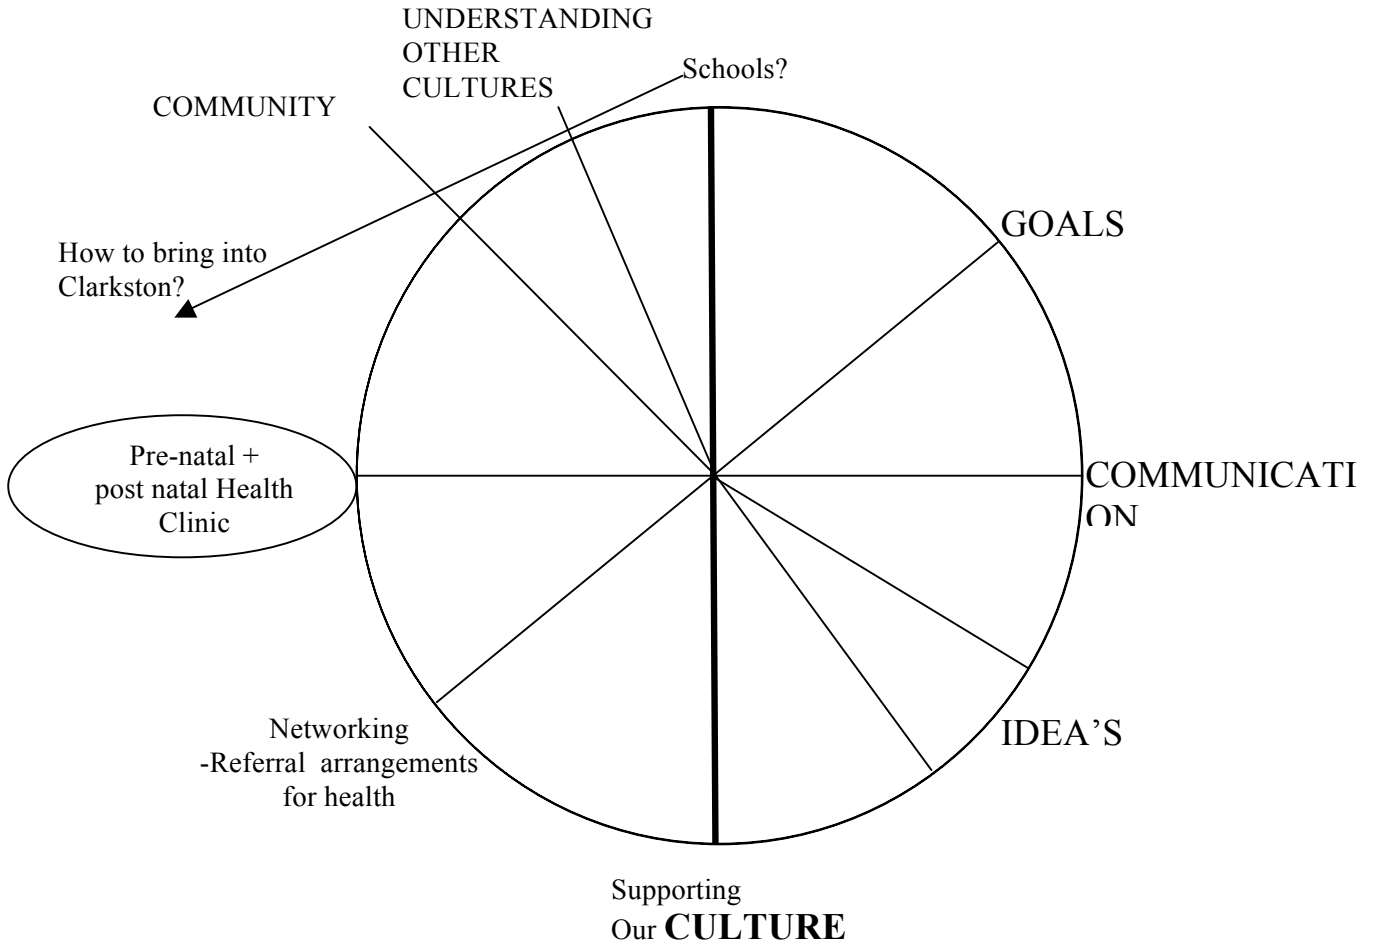 UNDERSTANDING
OTHER
CULTURES
Schools?
COMMUNITY
GOALS
How to bring into
Clarkston?
Pre-natal +
post natal Health
Clinic
COMMUNICATI
ON
Networking
-Referral arrangements
for health
IDEA’S
Supporting
Our CULTURE